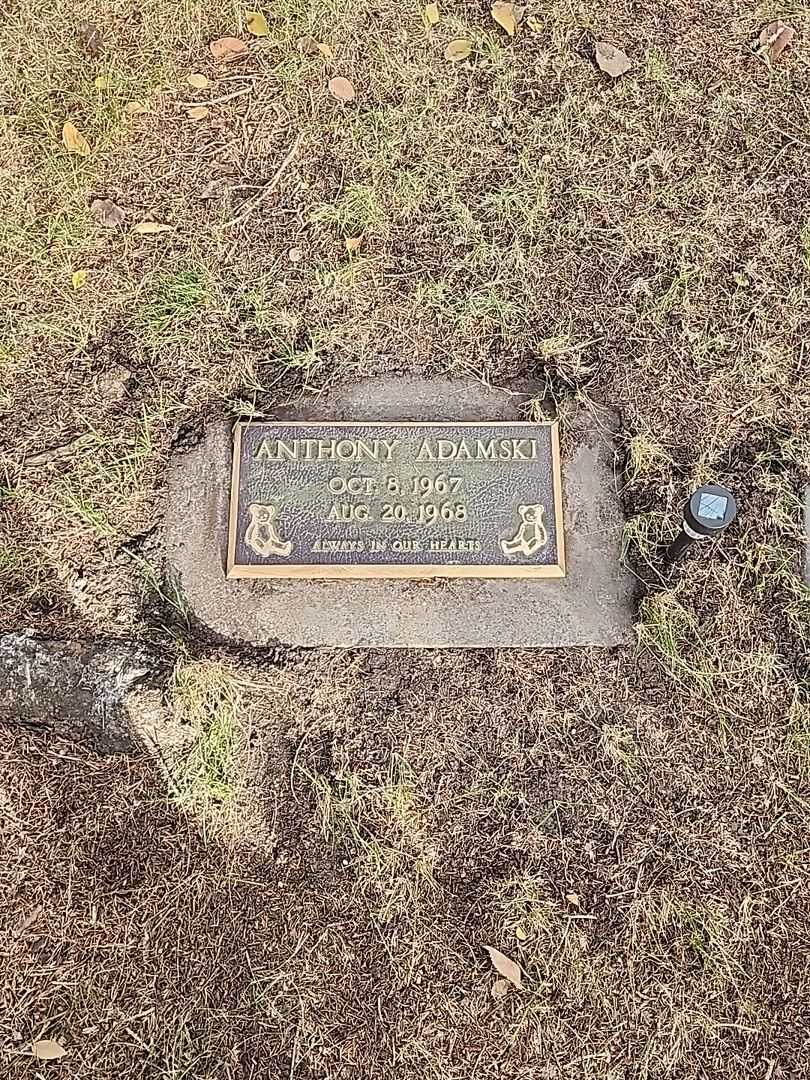 ANTHONY ADAMSKI
OCT. 8, 1967
AUG. 20, 1968
ALWAYS IN OUR HEARTS